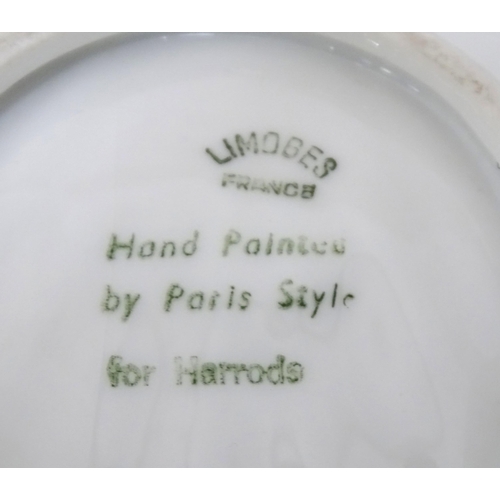 LIMOGES
FRANCE
Hand Painted
by Paris Style
for Harrods